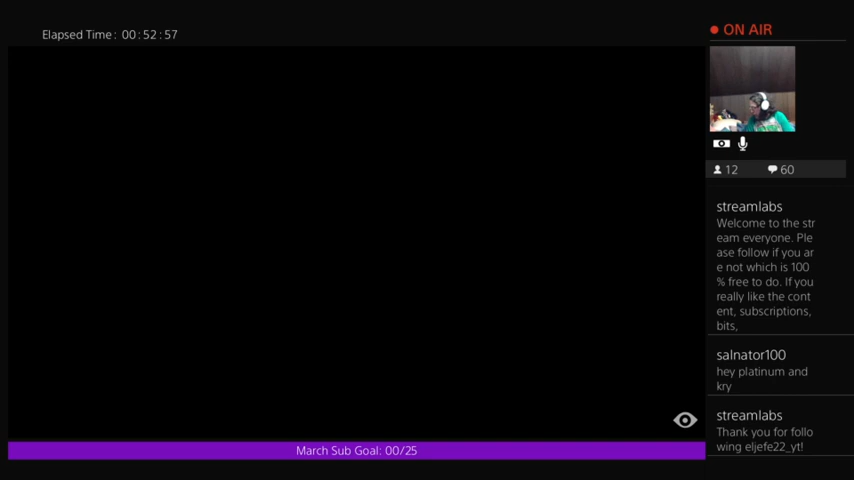 Elapsed Time: 00:52:57
ON AIR
12 60
streamlabs
Welcome to the str
eam everyone. Ple
ase follow if you ar
e not which is 100
% free to do. If you
really like the cont
ent, subscriptions,
bits,
salnator100
hey platinum and
kry
streamlabs
Thank you for follo
wing eljefe22_yt!
March Sub Goal: 00/25